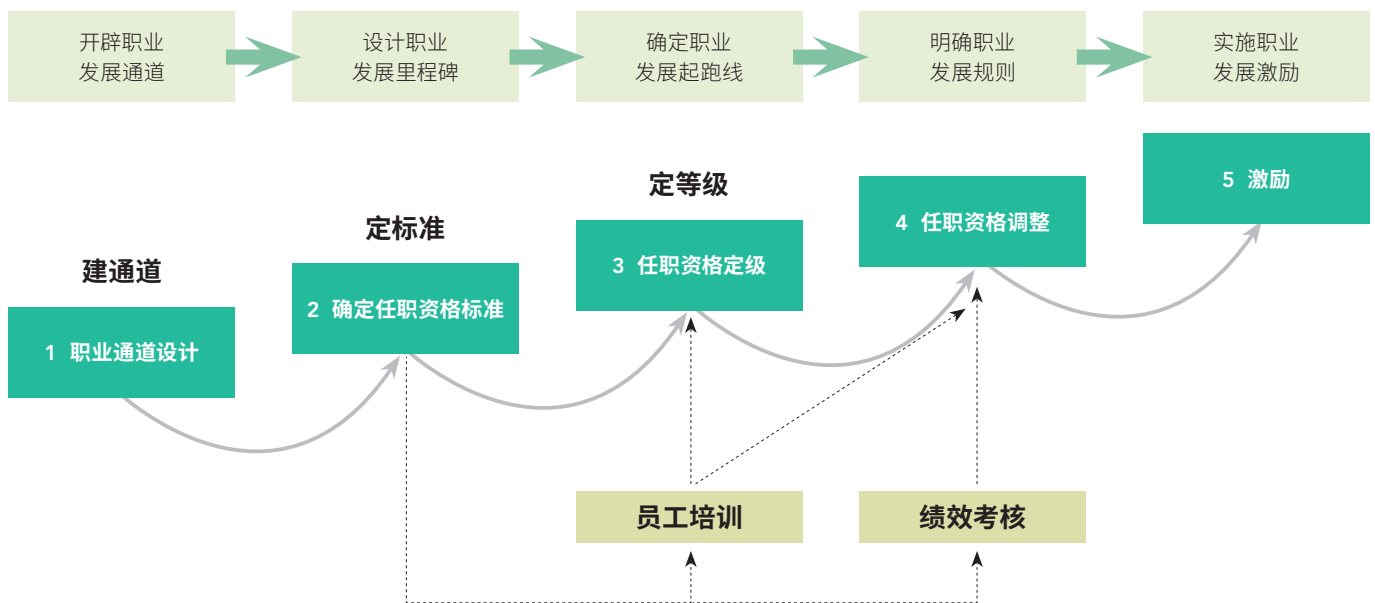 开辟职业
发展通道
设计职业
发展里程碑
确定职业
发展起跑线
明确职业
发展规则
实施职业
发展激励
建通道
1 职业通道设计
定标准
2 确定任职资格标准
定等级
3 任职资格定级
4 任职资格调整
5 激励
员工培训
绩效考核